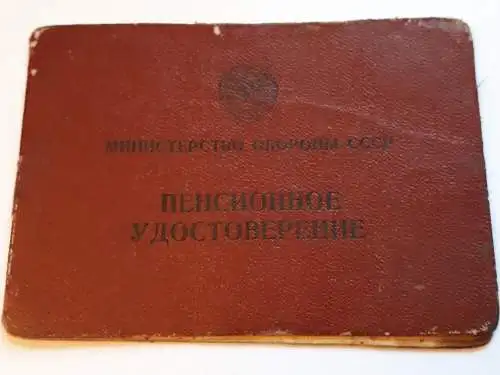 МИНИСТЕРСТВО ОБОРОНЫ СССР
ПЕНСИОННОЕ
УДОСТОВЕРЕНИЕ